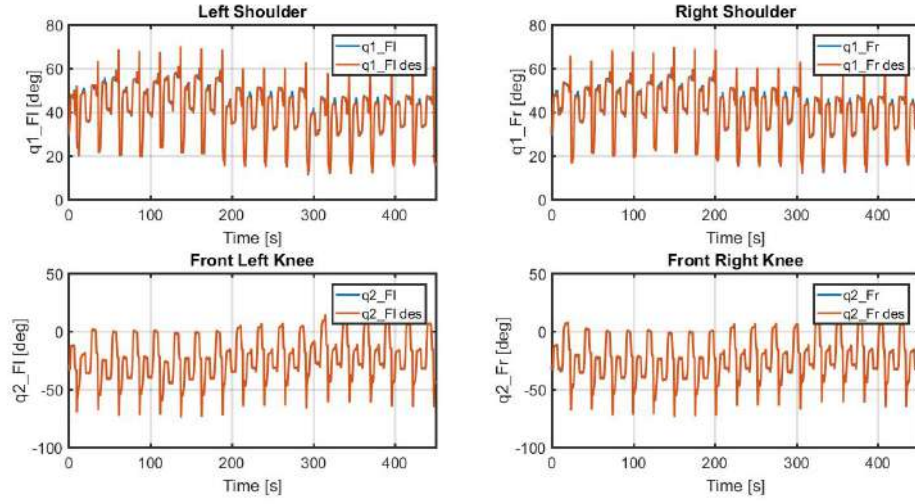 Left Shoulder
80
60
40
20
0
q1_Fl [deg]
q1_Fl
q1_Fl des
0 100 200 300 400
Time [s]
Right Shoulder
80
60
40
20
0
q1_Fr [deg]
q1_Fr
q1_Fr des
0 100 200 300 400
Time [s]
Front Left Knee
50
0
-50
-100
q2_Fl [deg]
q2_Fl
q2_Fl des
0 100 200 300 400
Time [s]
Front Right Knee
50
0
-50
-100
q2_Fr [deg]
q2_Fr
q2_Fr des
0 100 200 300 400
Time [s]